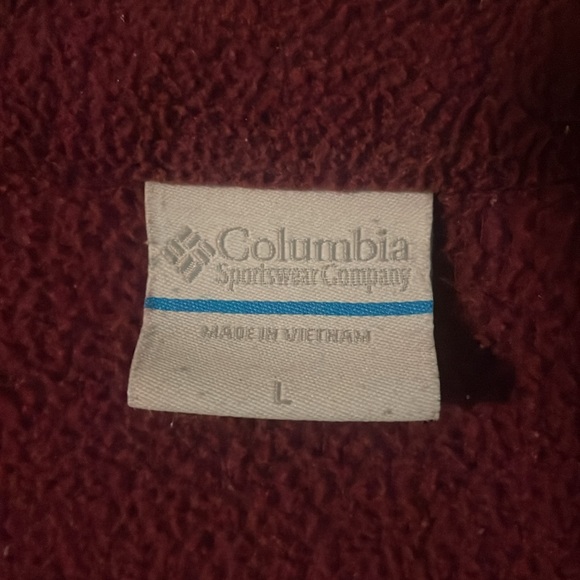 Columbia
Sportswear Company
MADE IN VIETNAM
L